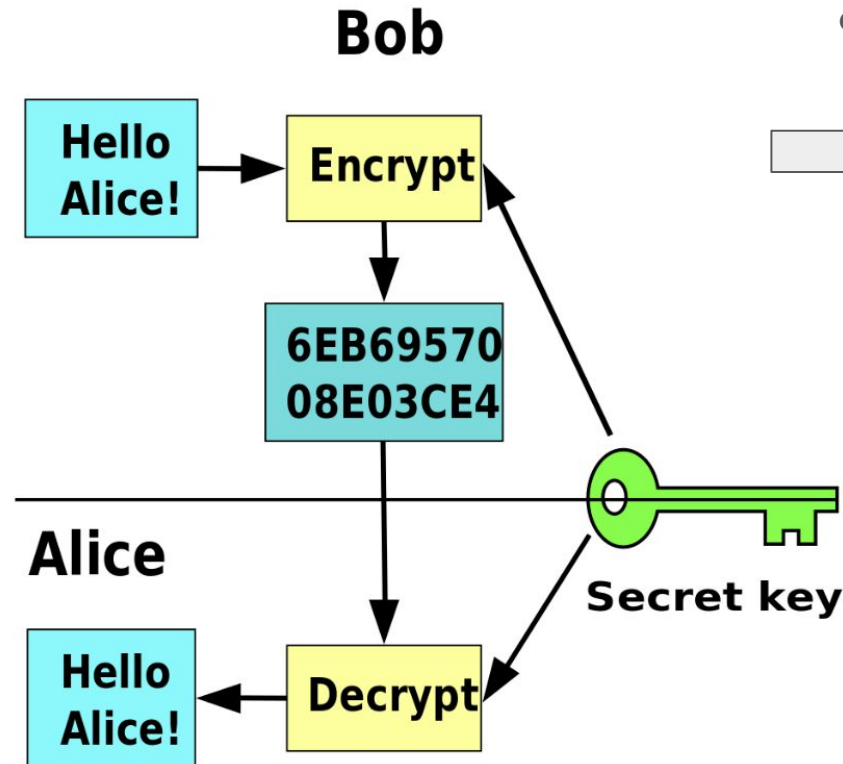 Bob
Hello
Alice!
Encrypt
6EB69570
08E03CE4
Alice
Secret key
Hello
Alice!
Decrypt